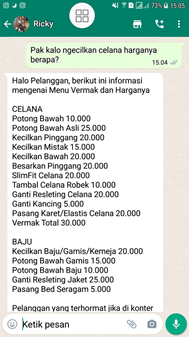 73% 15.05
Ricky
Pak kalo ngecilkan celana harganya
berapa?
15.04
Halo Pelanggan, berikut ini informasi
mengenai Menu Vermak dan Harganya
CELANA
Potong Bawah 10.000
Potong Bawah Asli 25.000
Kecilkan Pinggang 20.000
Kecilkan Mistak 15.000
Kecilkan Bawah 20.000
Besarkan Pinggang 20.000
SlimFit Celana 20.000
Tambal Celana Robek 10.000
Ganti Resleting Celana 20.000
Ganti Kancing 5.000
Pasang Karet/Elastis Celana 20.000
Vermak Total 30.000
BAJU
Kecilkan Baju/Gamis/Kemeja 20.000
Potong Bawah Gamis 15.000
Potong Bawah Baju 10.000
Ganti Resleting Jaket 25.000
Pasang Bed Seragam 5.000
Pelanggan yang terhormat jika di konter
Ketik pesan